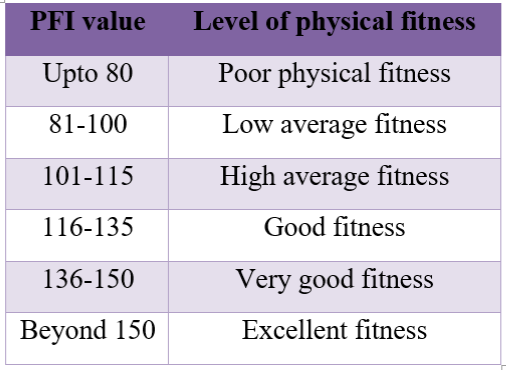 PFI value Level of physical fitness
Upto 80 Poor physical fitness
81-100 Low average fitness
101-115 High average fitness
116-135 Good fitness
136-150 Very good fitness
Beyond 150 Excellent fitness